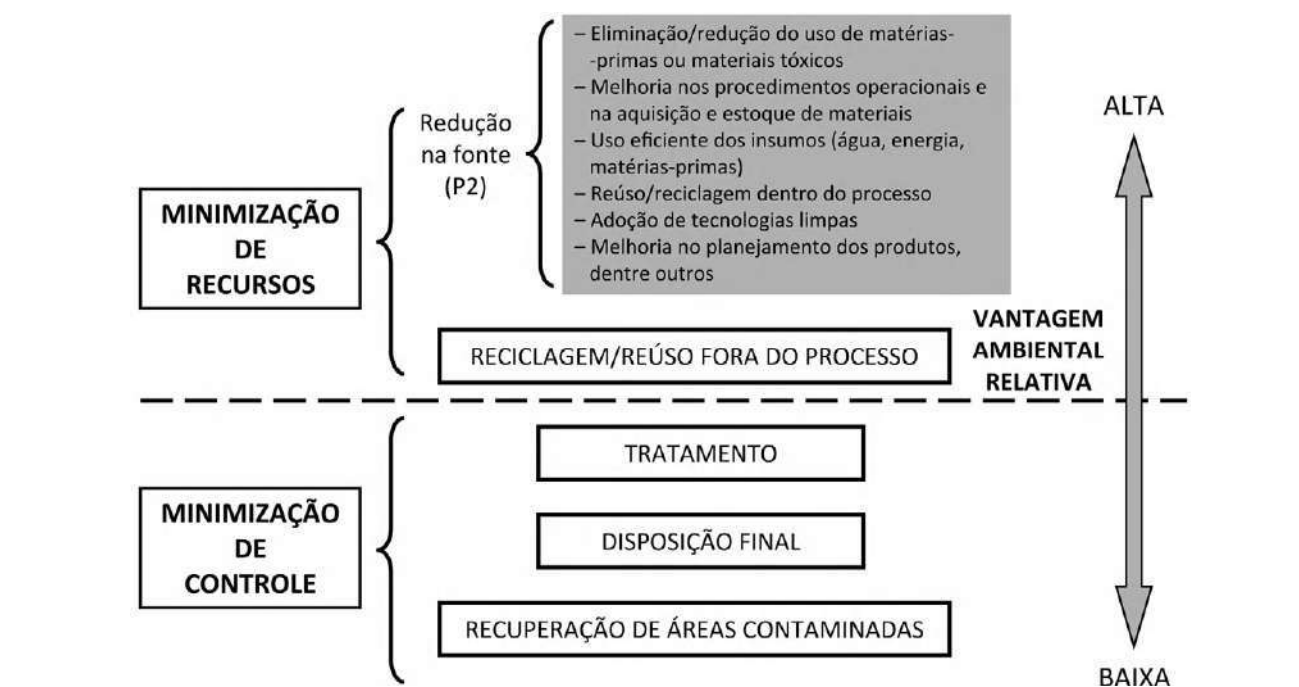 – Eliminação/redução do uso de matérias-
-primas ou materiais tóxicos
– Melhoria nos procedimentos operacionais e
na aquisição e estoque de materiais
– Uso eficiente dos insumos (água, energia,
matérias-primas)
– Reúso/reciclagem dentro do processo
– Adoção de tecnologias limpas
– Melhoria no planejamento dos produtos,
dentre outros
Redução
na fonte
(P2)
MINIMIZAÇÃO
DE
RECURSOS
RECICLAGEM/REÚSO FORA DO PROCESSO
ALTA
VANTAGEM
AMBIENTAL
RELATIVA
MINIMIZAÇÃO
DE
CONTROLE
TRATAMENTO
DISPOSIÇÃO FINAL
RECUPERAÇÃO DE ÁREAS CONTAMINADAS
BAIXA